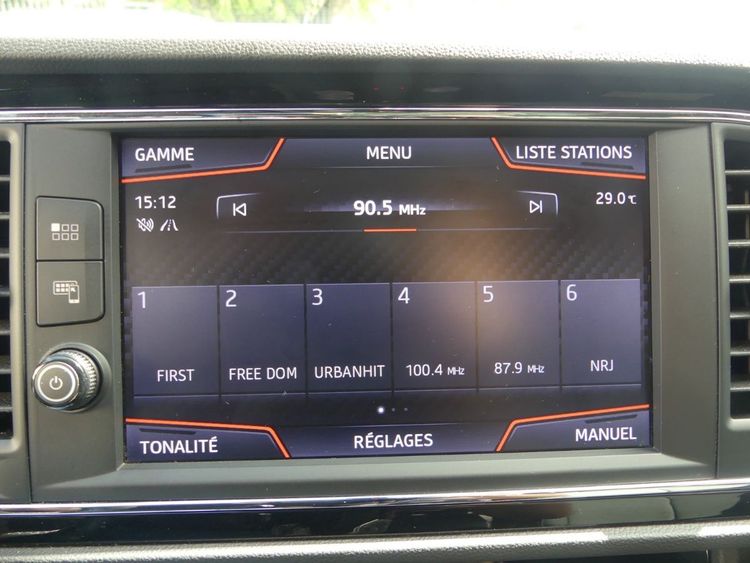 GAMME MENU LISTE STATIONS
15:12 90.5 MHz 29.0°C
1 2 3 4 5 6
FIRST FREE DOM URBANHIT 100.4 MHz 87.9 MHz NRJ
TONALITÉ RÉGLAGES MANUEL